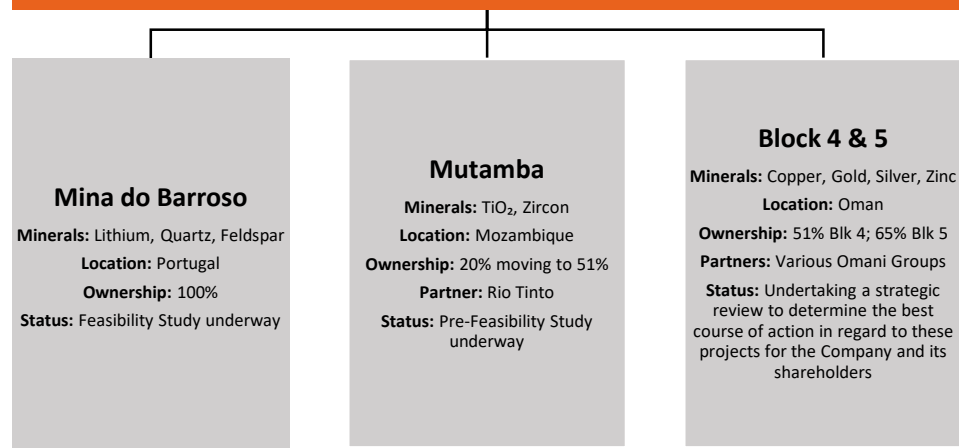 Mina do Barroso
Minerals: Lithium, Quartz, Feldspar
Location: Portugal
Ownership: 100%
Status: Feasibility Study underway
Mutamba
Minerals: TiO₂, Zircon
Location: Mozambique
Ownership: 20% moving to 51%
Partner: Rio Tinto
Status: Pre-Feasibility Study
underway
Block 4 & 5
Minerals: Copper, Gold, Silver, Zinc
Location: Oman
Ownership: 51% Blk 4; 65% Blk 5
Partners: Various Omani Groups
Status: Undertaking a strategic
review to determine the best
course of action in regard to these
projects for the Company and its
shareholders